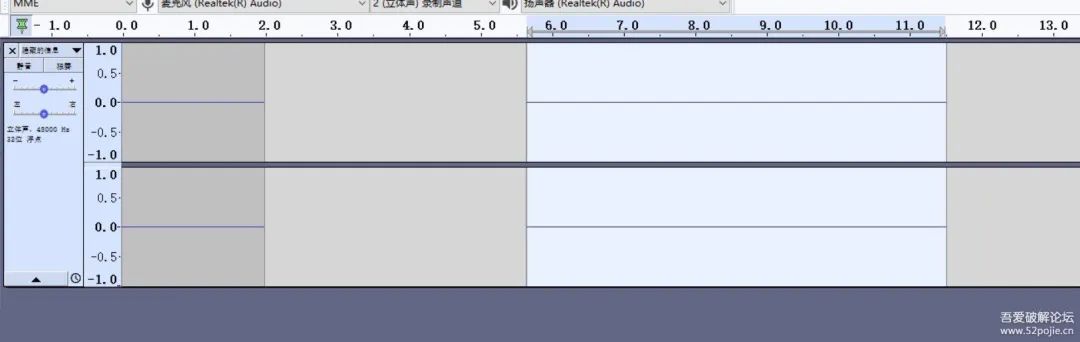 MME 麦克风 (Realtek(R) Audio) 2 (立体声) 录制声道 扬声器 (Realtek(R) Audio)
- 1.0 0.0 1.0 2.0 3.0 4.0 5.0 6.0 7.0 8.0 9.0 10.0 11.0 12.0 13.0
× 隐藏的信息 ▼
静音 独奏
- +
左 右
立体声, 48000 Hz
32位 浮点
1.0
0.5
0.0
-0.5
-1.0
1.0
0.5
0.0
-0.5
-1.0
吾爱破解论坛
www.52pojie.cn